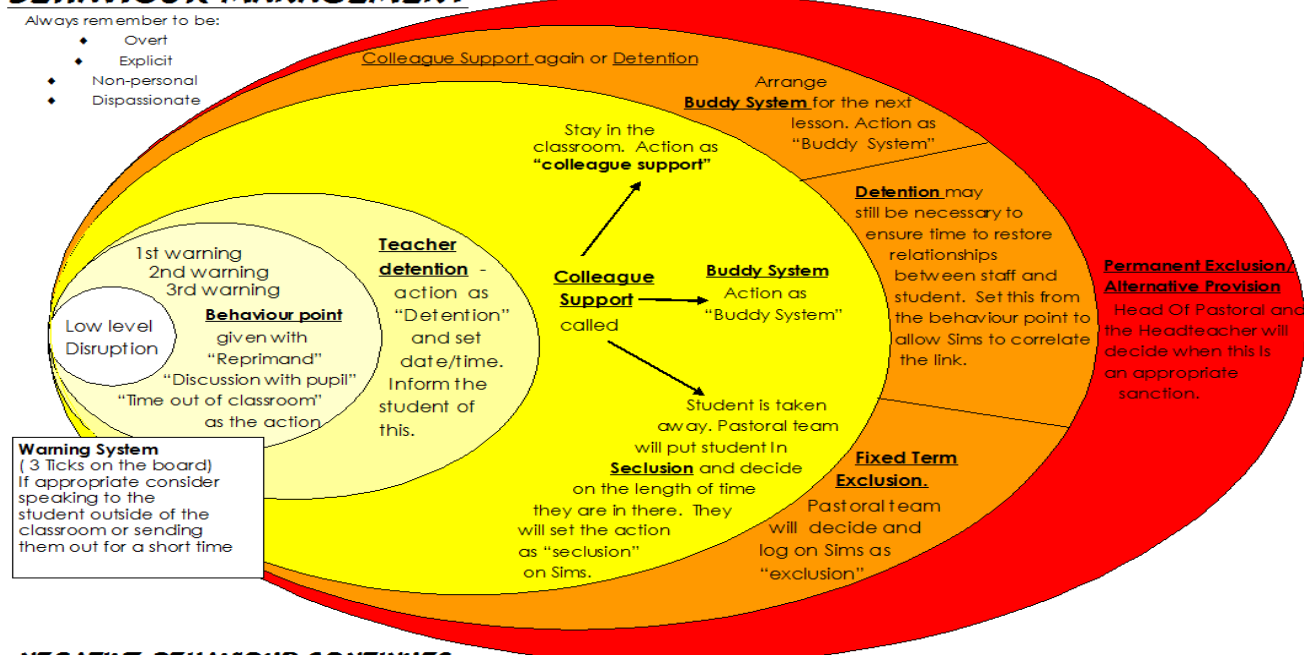 BEHAVIOUR MANAGEMENT
Always remember to be:
◆ Overt
◆ Explicit
◆ Non-personal
◆ Dispassionate
Colleague Support again or Detention
Arrange
Buddy System for the next
lesson. Action as
“Buddy System”
Stay in the
classroom. Action as
“colleague support”
Detention may
still be necessary to
ensure time to restore
relationships
between staff and
student. Set this from
the behaviour point to
allow Sims to correlate
the link.
1st warning
2nd warning
3rd warning
Behaviour point
given with
“Reprimand”
“Discussion with pupil”
“Time out of classroom”
as the action
Low level
Disruption
Teacher
detention -
action as
“Detention”
and set
date/time.
Inform the
student of
this.
Colleague
Support
called
Buddy System
Action as
“Buddy System”
Permanent Exclusion/
Alternative Provision
Head Of Pastoral and
the Headteacher will
decide when this is
an appropriate
sanction.
Student is taken
away. Pastoral team
will put student in
Seclusion and decide
on the length of time
they are in there. They
will set the action
as “seclusion”
on Sims.
Fixed Term
Exclusion.
Pastoral team
will decide and
log on Sims as
“exclusion”
Warning System
( 3 Ticks on the board)
If appropriate consider
speaking to the
student outside of the
classroom or sending
them out for a short time
NEGATIVE BEHAVIOUR CONTINUES